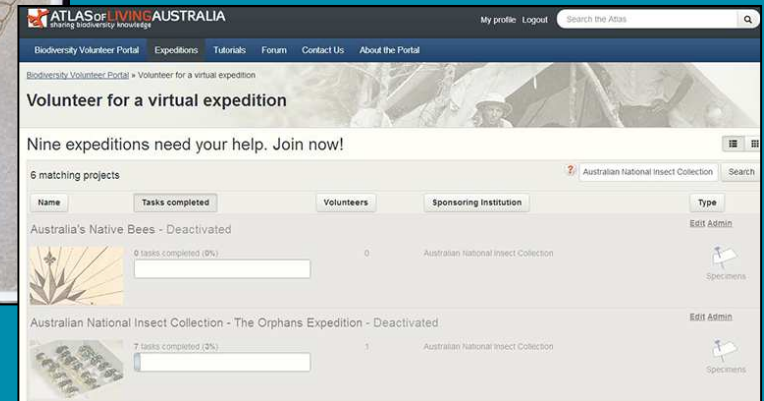 ATLAS OF LIVING AUSTRALIA
sharing biodiversity knowledge
My profile Logout Search the Atlas
Biodiversity Volunteer Portal Expeditions Tutorials Forum Contact Us About the Portal
Biodiversity Volunteer Portal » Volunteer for a virtual expedition
Volunteer for a virtual expedition
Nine expeditions need your help. Join now!
6 matching projects ? Australian National Insect Collection Search
Name Tasks completed Volunteers Sponsoring Institution Type
Australia's Native Bees - Deactivated Edit Admin
0 tasks completed (0%) 0 Australian National Insect Collection
Specimens
Australian National Insect Collection - The Orphans Expedition - Deactivated Edit Admin
7 tasks completed (3%) 1 Australian National Insect Collection
Specimens